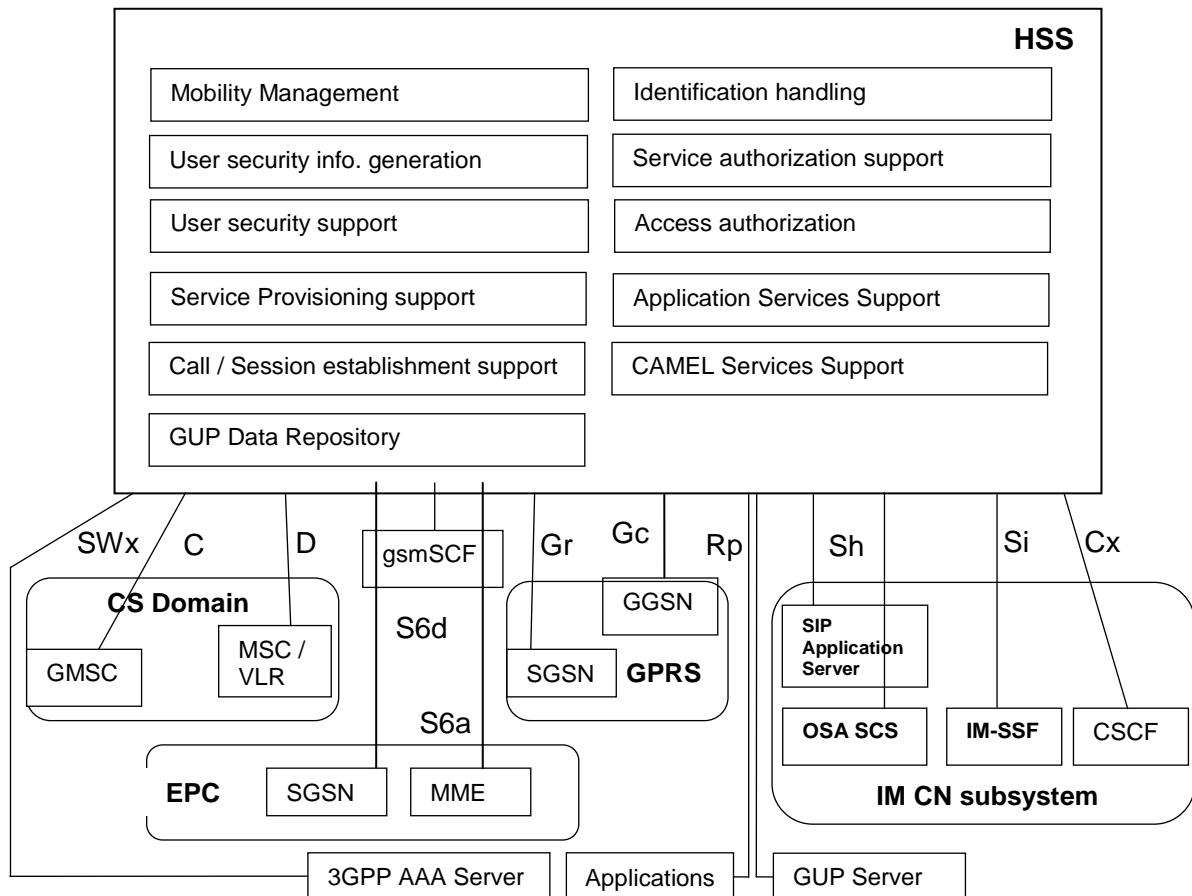 HSS
Mobility Management
Identification handling
User security info. generation
Service authorization support
User security support
Access authorization
Service Provisioning support
Application Services Support
Call / Session establishment support
CAMEL Services Support
GUP Data Repository
SWx
C
D
gsmSCF
Gr
Gc
Rp
Sh
Si
Cx
CS Domain
GMSC
MSC /
VLR
S6d
GGSN
SGSN
GPRS
SIP
Application
Server
S6a
OSA SCS
IM-SSF
CSCF
EPC
SGSN
MME
IM CN subsystem
3GPP AAA Server
Applications
GUP Server